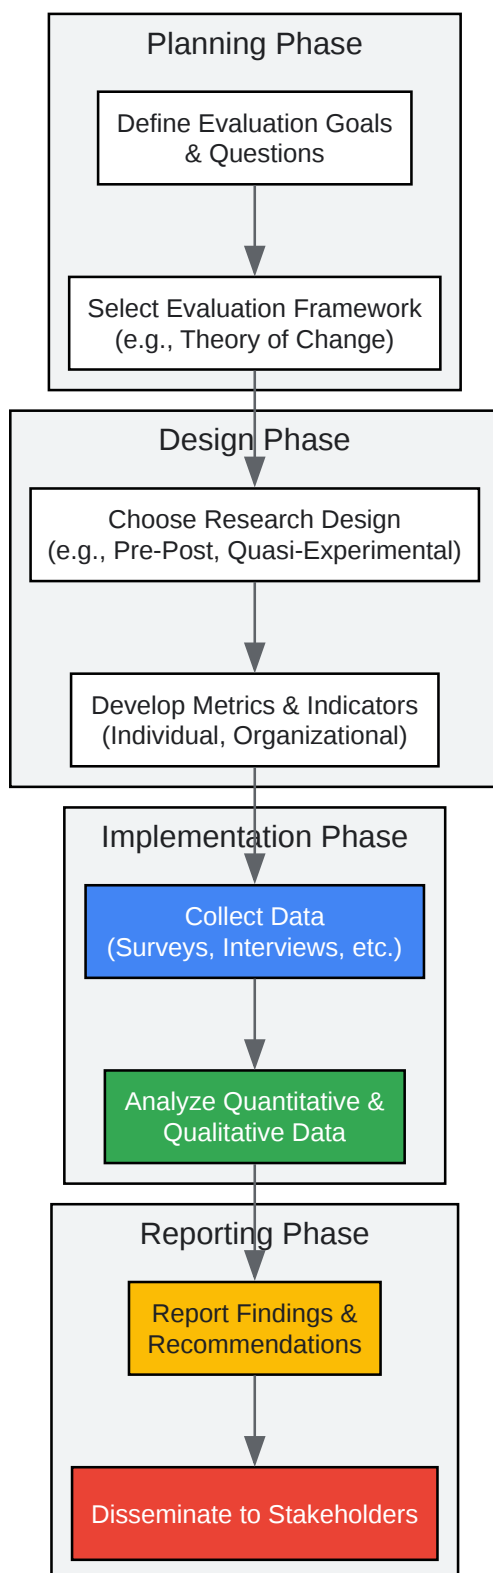 Planning Phase
Define Evaluation Goals
& Questions
Select Evaluation Framework
(e.g., Theory of Change)
Design Phase
Choose Research Design
(e.g., Pre-Post, Quasi-Experimental)
Develop Metrics & Indicators
(Individual, Organizational)
Implementation Phase
Collect Data
(Surveys, Interviews, etc.)
Analyze Quantitative &
Qualitative Data
Reporting Phase
Report Findings &
Recommendations
Disseminate to Stakeholders